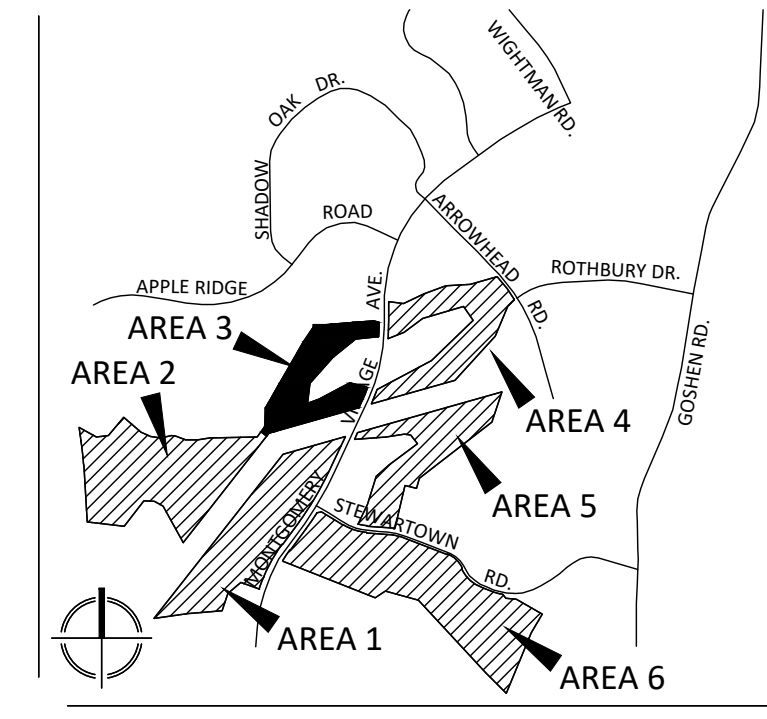 WIGHTMAN RD.
SHADOW OAK DR.
ROAD
ARROWHEAD RD.
ROTHBURY DR.
APPLE RIDGE
AVE.
AREA 3
GOSHEN RD.
AREA 2
AREA 4
AREA 5
MONTGOMERY
STEWARTOWN RD.
AREA 1
AREA 6